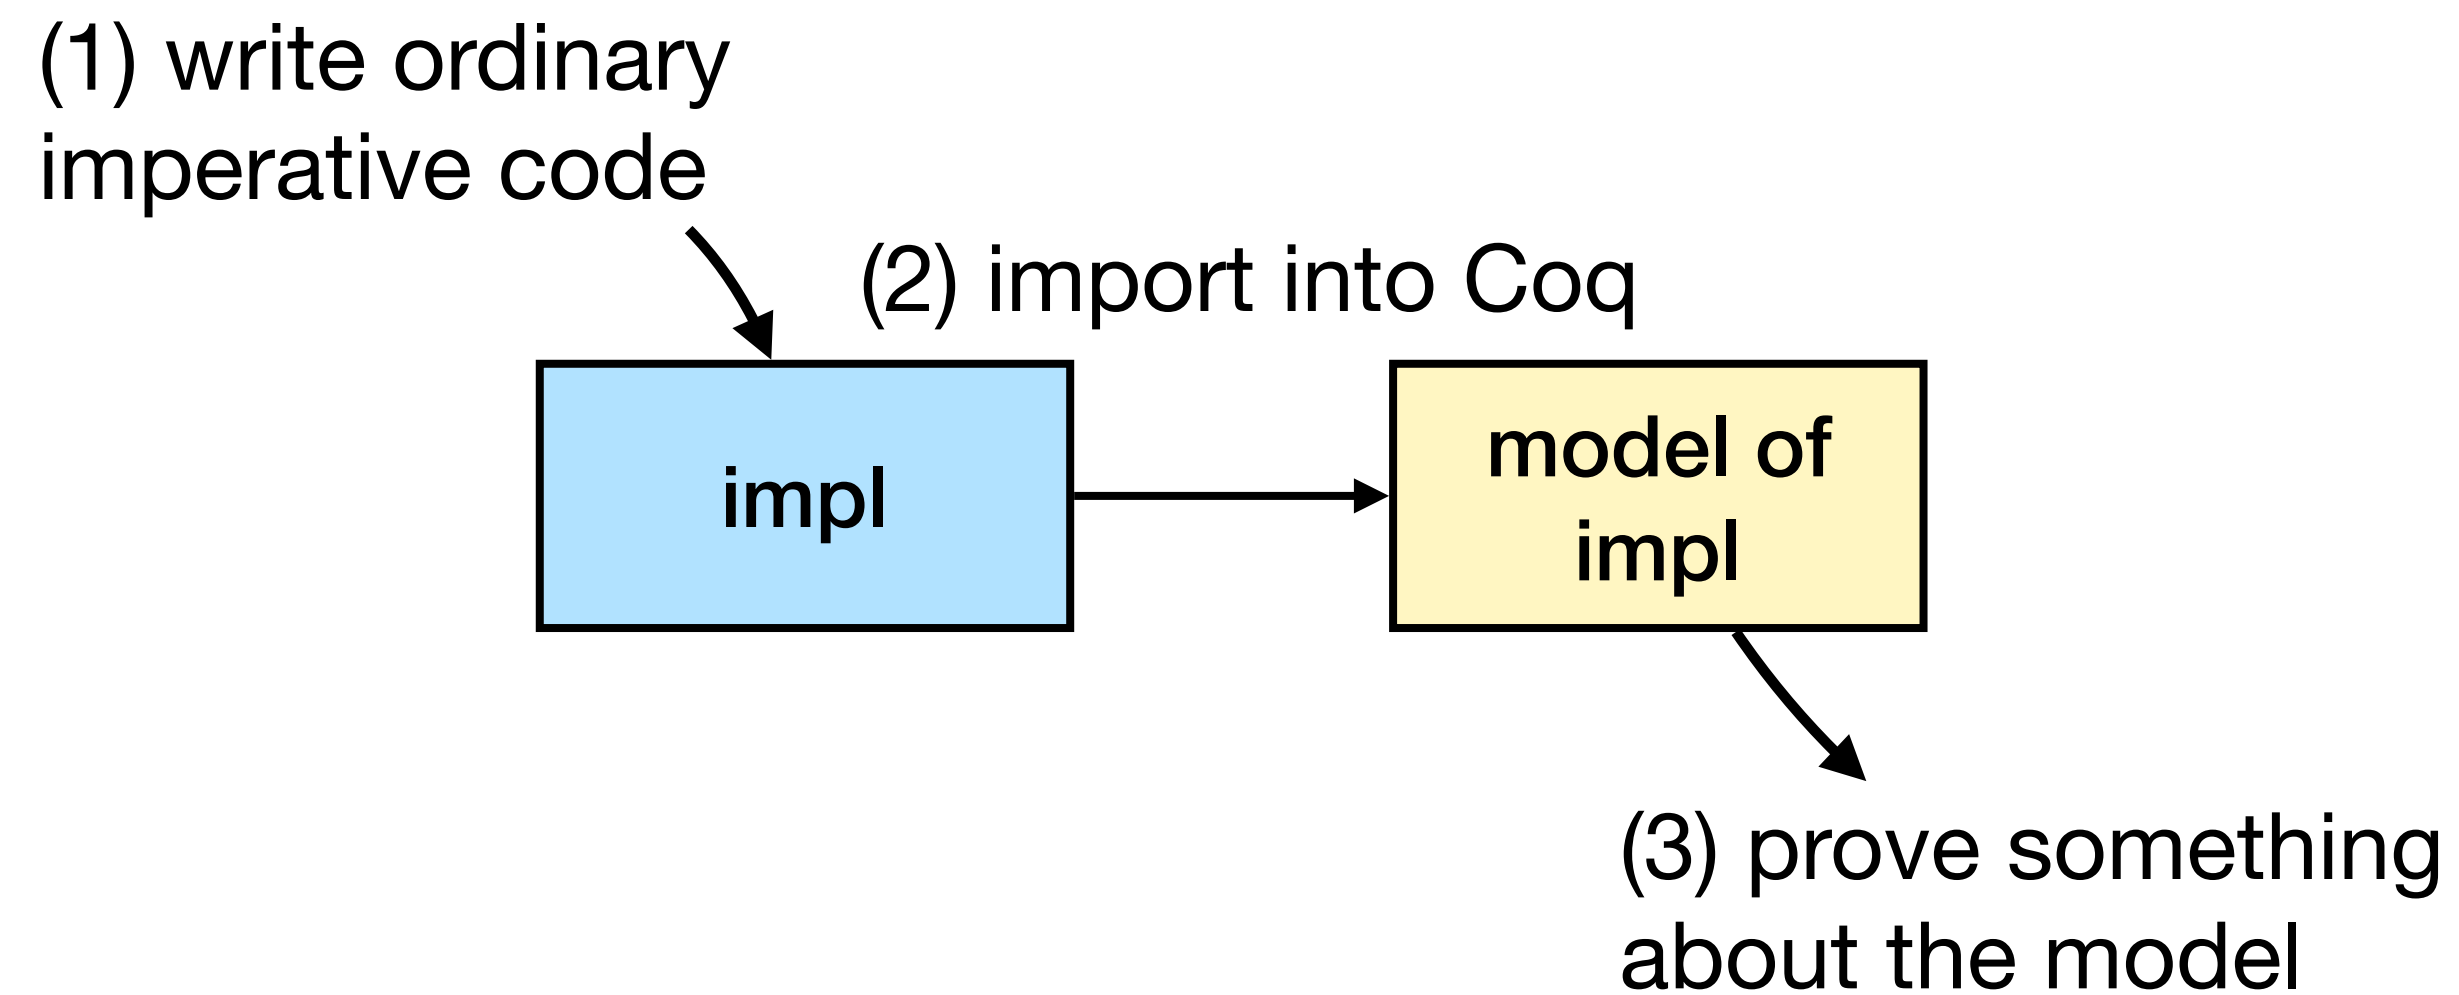 (1) write ordinary
imperative code
(2) import into Coq
impl
model of
impl
(3) prove something
about the model